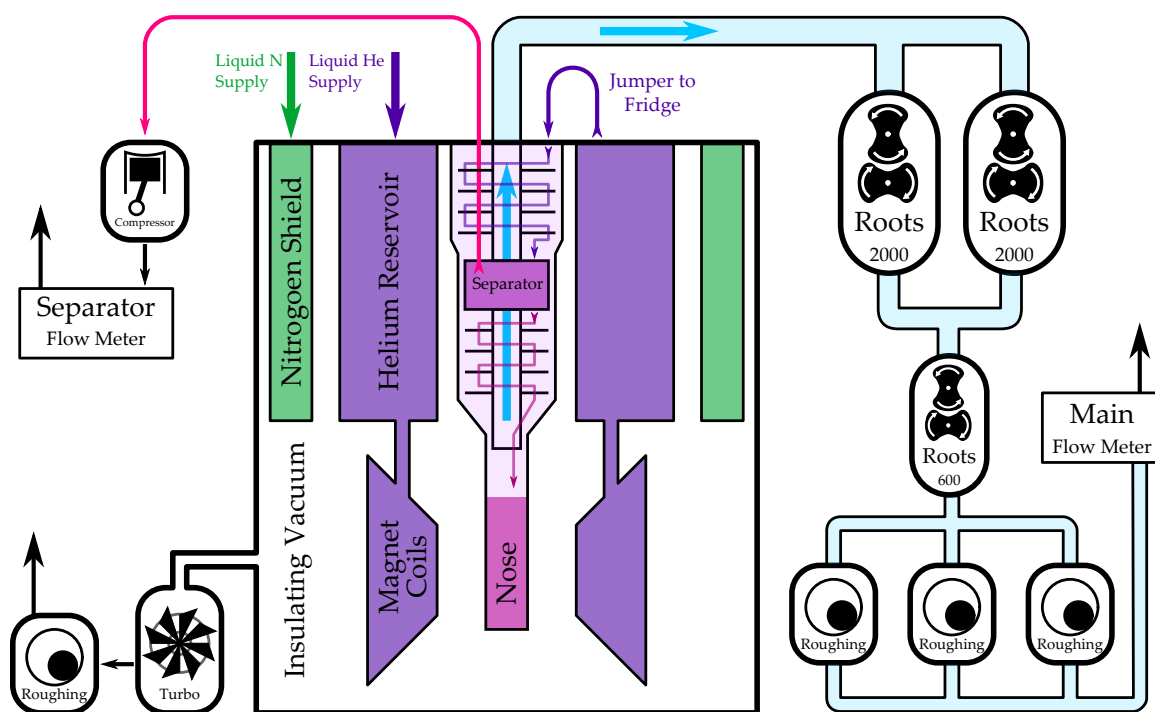 Liquid N
Supply
Liquid He
Supply
Jumper to
Fridge
Compressor
Separator
Flow Meter
Nitrogoen Shield
Helium Reservoir
Separator
Roots
2000
Roots
2000
Roots
600
Main
Flow Meter
Insulating Vacuum
Magnet
Coils
Nose
Roughing
Turbo
Roughing
Roughing
Roughing